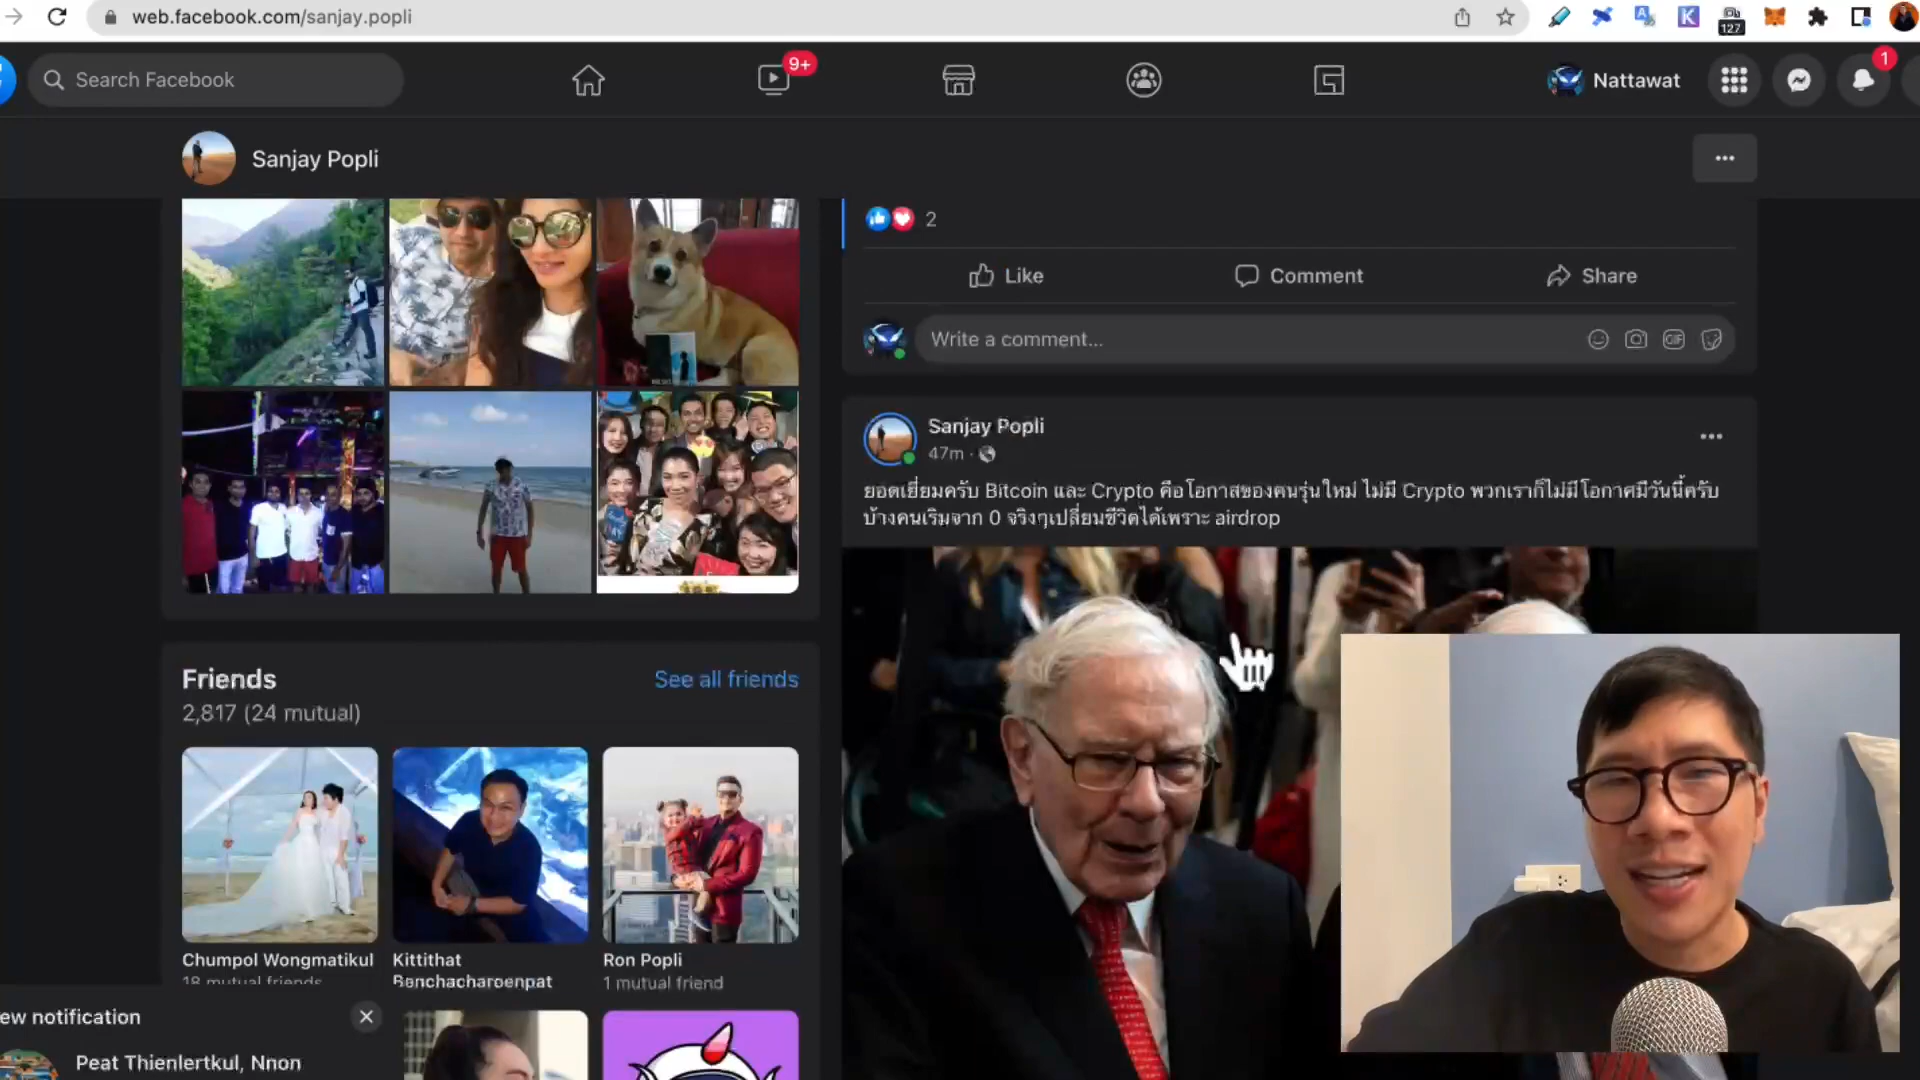 web.facebook.com/sanjay.popli
127
Search Facebook
9+
Nattawat
1
Sanjay Popli
2
Like
Comment
Share
Write a comment...
GIF
Sanjay Popli
47m
ยอดเยี่ยมครับ Bitcoin และ Crypto คือโอกาสของคนรุ่นใหม่ ไม่มี Crypto พวกเราก็ไม่มีโอกาสมีวันนี้ครับ
บ้างคนเริ่มจาก 0 จริงๆเปลี่ยนชีวิตได้เพราะ airdrop
Friends
See all friends
2,817 (24 mutual)
Chumpol Wongmatikul
18 mutual friends
Kittithat
Banchacharoenpat
Ron Popli
1 mutual friend
ew notification
Peat Thienlertkul, Nnon